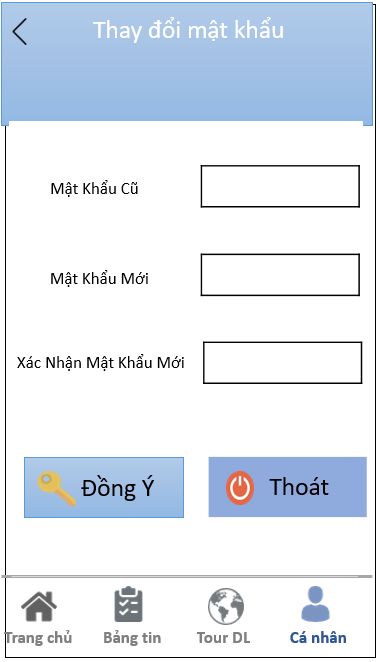 Thay đổi mật khẩu
Mật Khẩu Cũ
Mật Khẩu Mới
Xác Nhận Mật Khẩu Mới
Đồng Ý
Thoát
Trang chủ
Bảng tin
Tour DL
Cá nhân